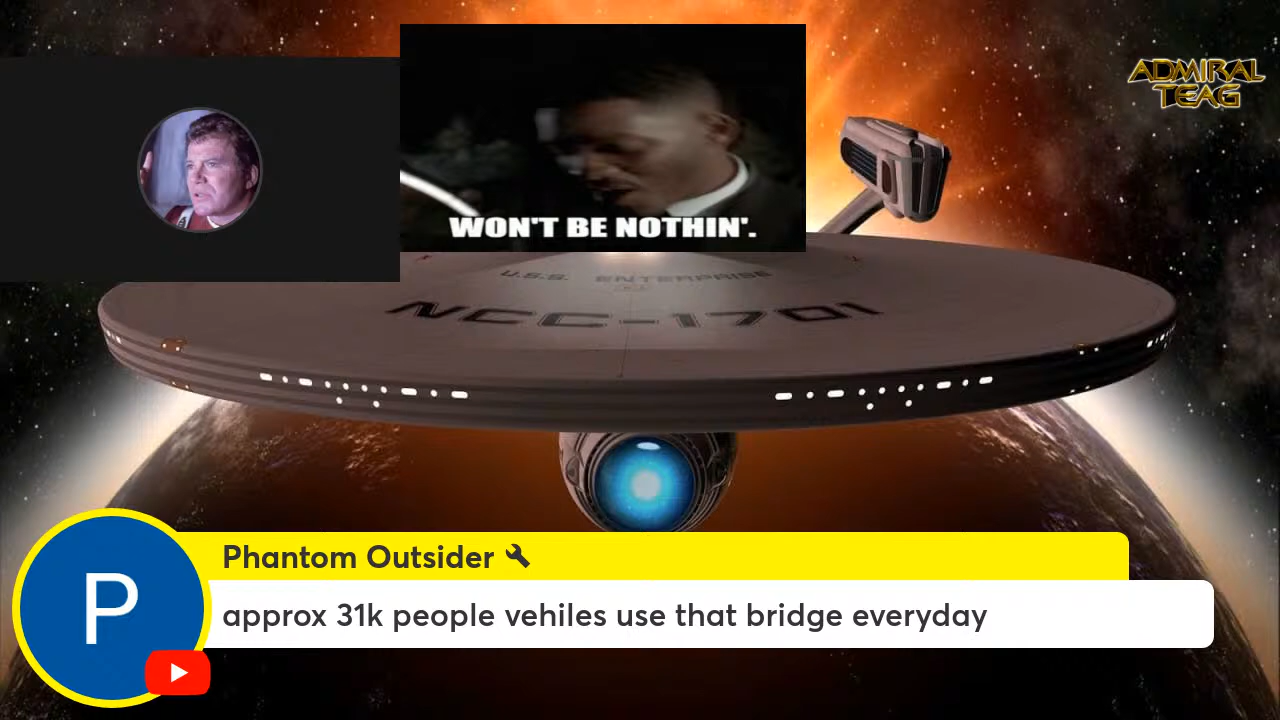 ADMIRAL
TEAG
WON'T BE NOTHIN'.
U.S.S. ENTERPRISE
NCC-1701
P
Phantom Outsider
approx 31k people vehiles use that bridge everyday